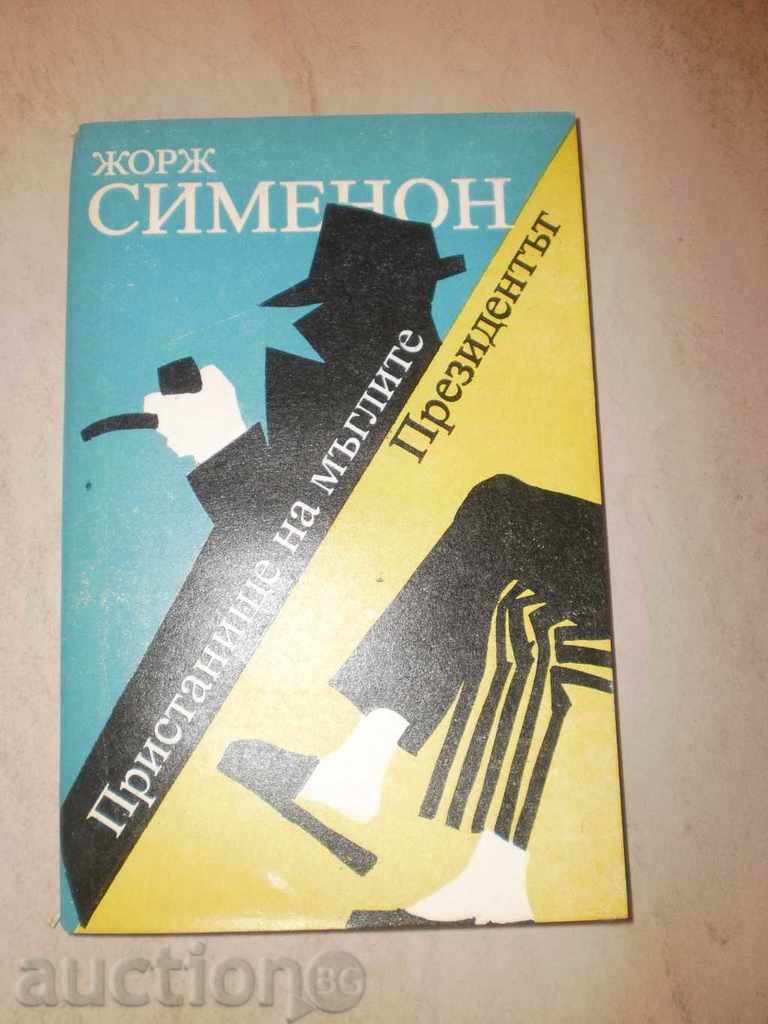 ЖОРЖ
СИМЕНОН
Пристанище на мъглите
Президентът
auctionBG